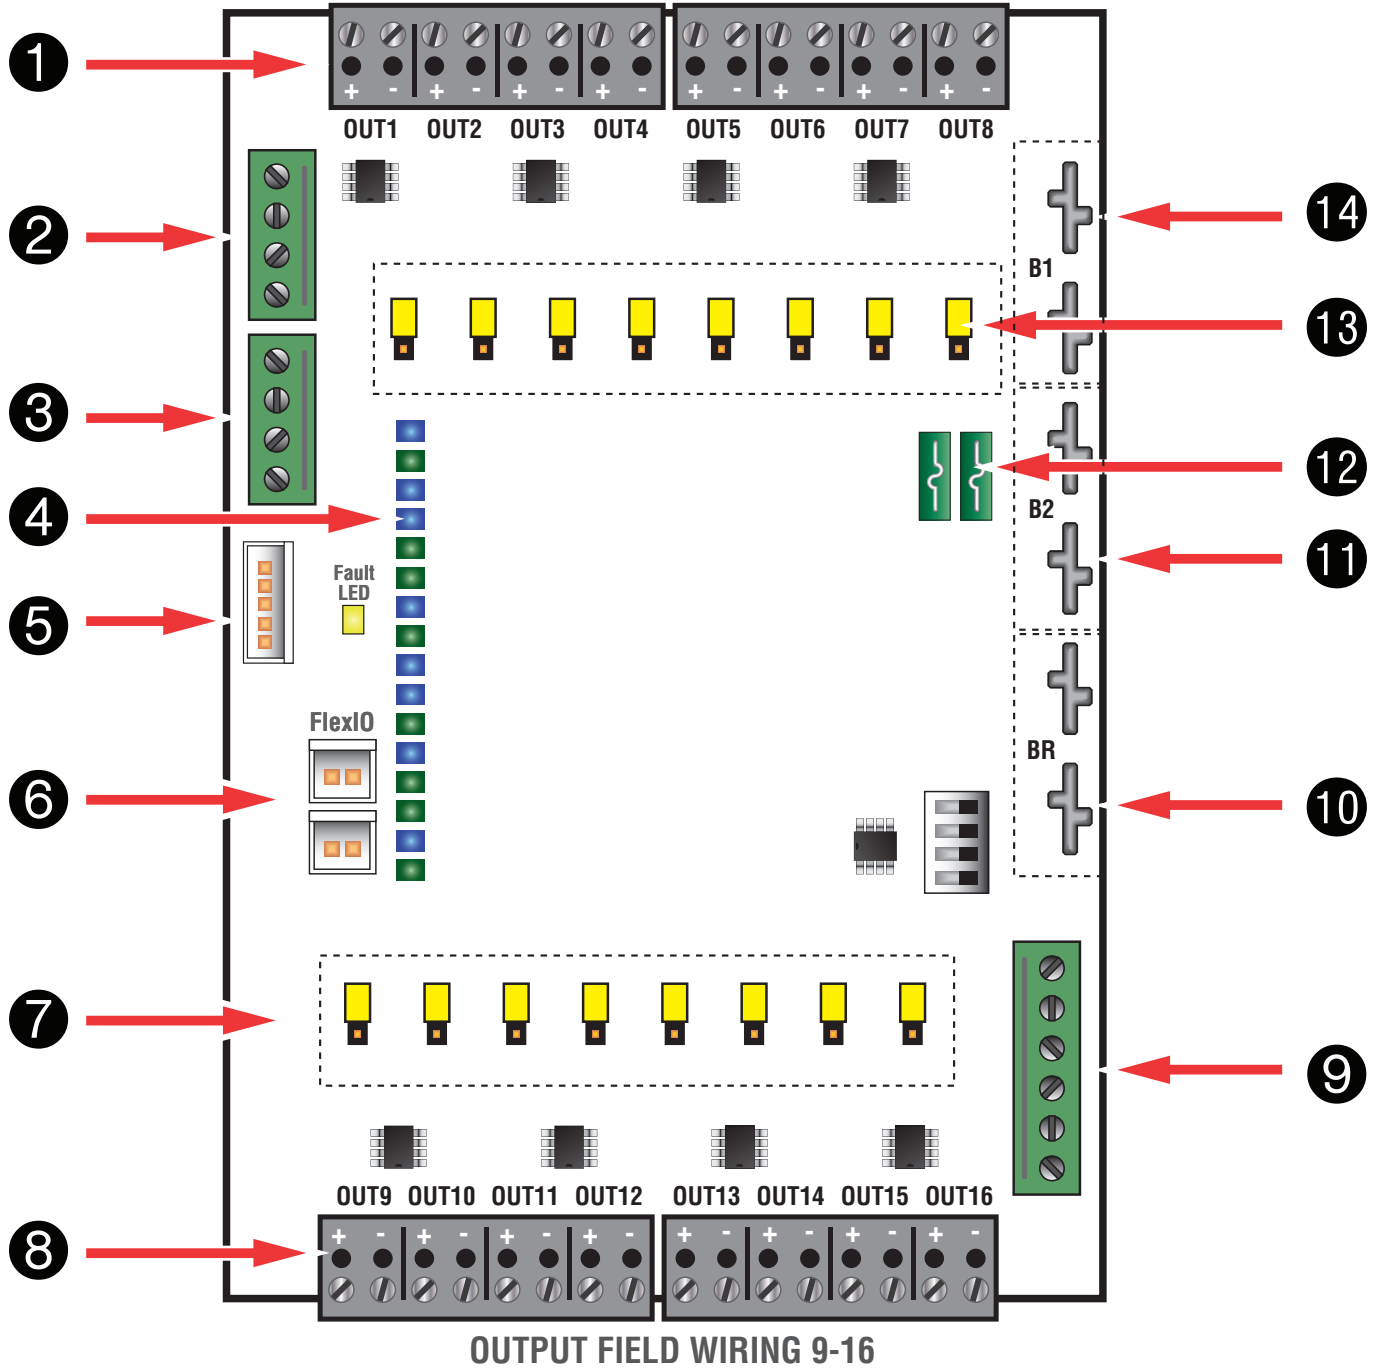 1
+ - + - + - + - + - + - + - + -
OUT1 OUT2 OUT3 OUT4 OUT5 OUT6 OUT7 OUT8
2
14
B1
13
3
12
4
B2
11
Fault
LED
5
FlexIO
BR
6
10
7
9
OUT9 OUT10 OUT11 OUT12 OUT13 OUT14 OUT15 OUT16
+ - + - + - + - + - + - + - + -
8
OUTPUT FIELD WIRING 9-16